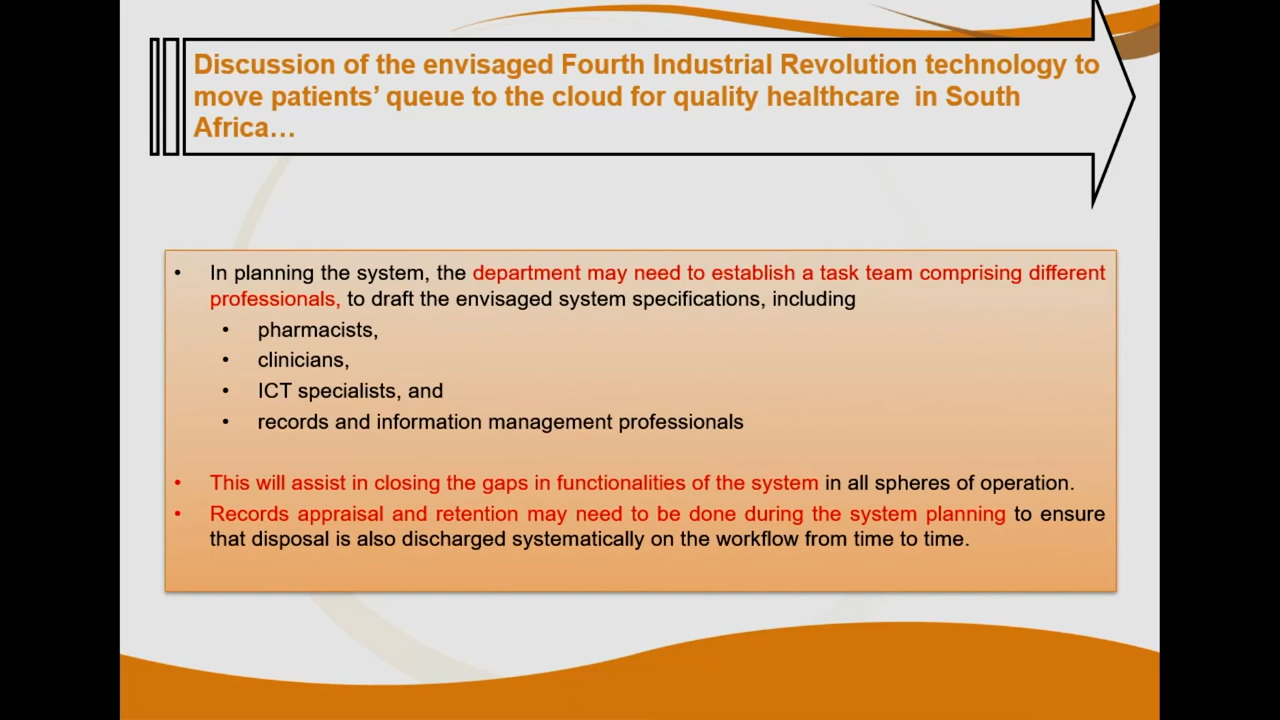 Discussion of the envisaged Fourth Industrial Revolution technology to
move patients’ queue to the cloud for quality healthcare in South
Africa…
• In planning the system, the department may need to establish a task team comprising different
professionals, to draft the envisaged system specifications, including
• pharmacists,
• clinicians,
• ICT specialists, and
• records and information management professionals
• This will assist in closing the gaps in functionalities of the system in all spheres of operation.
• Records appraisal and retention may need to be done during the system planning to ensure
that disposal is also discharged systematically on the workflow from time to time.